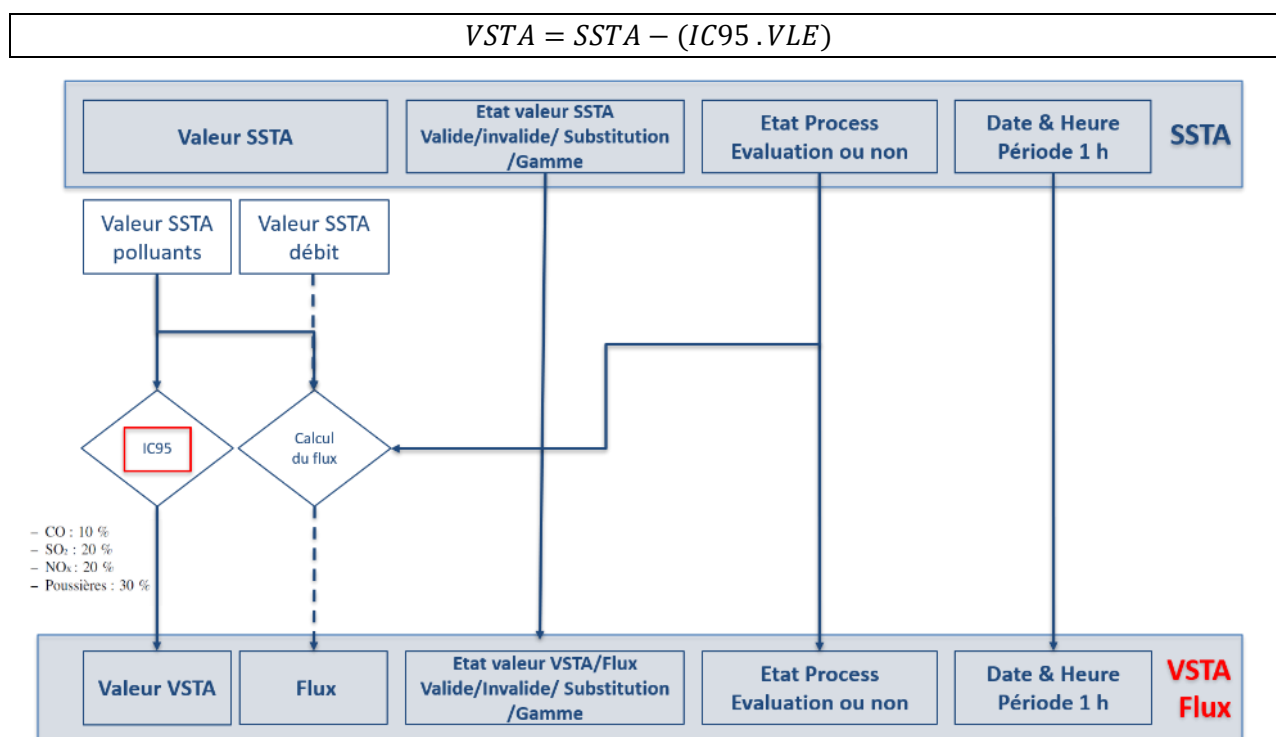 VSTA = SSTA − (IC95 .VLE)
Valeur SSTA
Etat valeur SSTA
Valide/invalide/ Substitution
/Gamme
Etat Process
Evaluation ou non
Date & Heure
Période 1 h
SSTA
Valeur SSTA
polluants
Valeur SSTA
débit
IC95
Calcul
du flux
– CO : 10 %
– SO₂ : 20 %
– NOₓ : 20 %
– Poussières : 30 %
Valeur VSTA
Flux
Etat valeur VSTA/Flux
Valide/Invalide/ Substitution
/Gamme
Etat Process
Evaluation ou non
Date & Heure
Période 1 h
VSTA
Flux